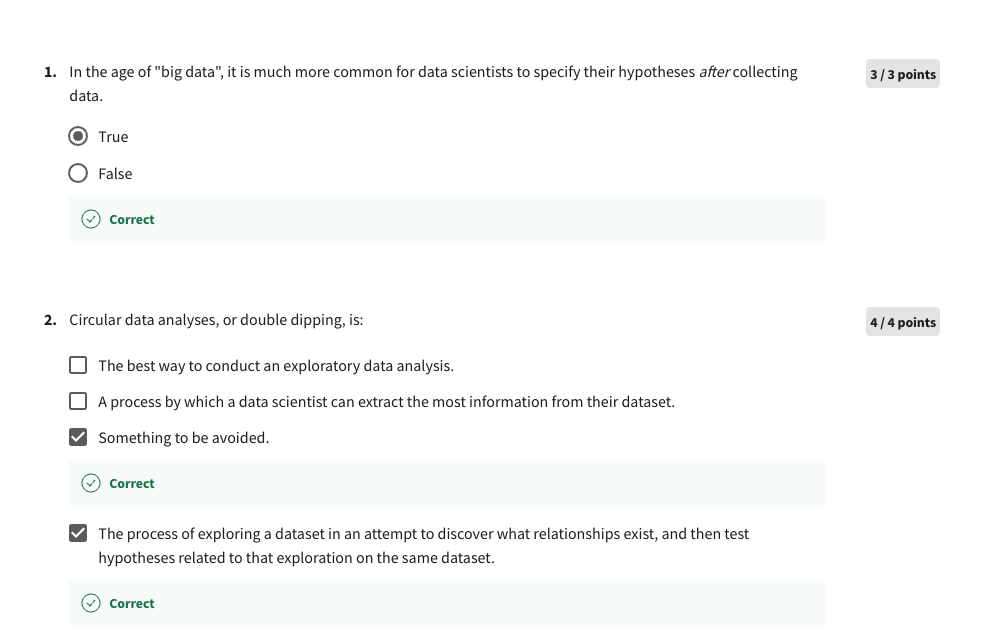 1. In the age of "big data", it is much more common for data scientists to specify their hypotheses after collecting
data.
3 / 3 points
True
False
Correct
2. Circular data analyses, or double dipping, is:
4 / 4 points
The best way to conduct an exploratory data analysis.
A process by which a data scientist can extract the most information from their dataset.
Something to be avoided.
Correct
The process of exploring a dataset in an attempt to discover what relationships exist, and then test
hypotheses related to that exploration on the same dataset.
Correct